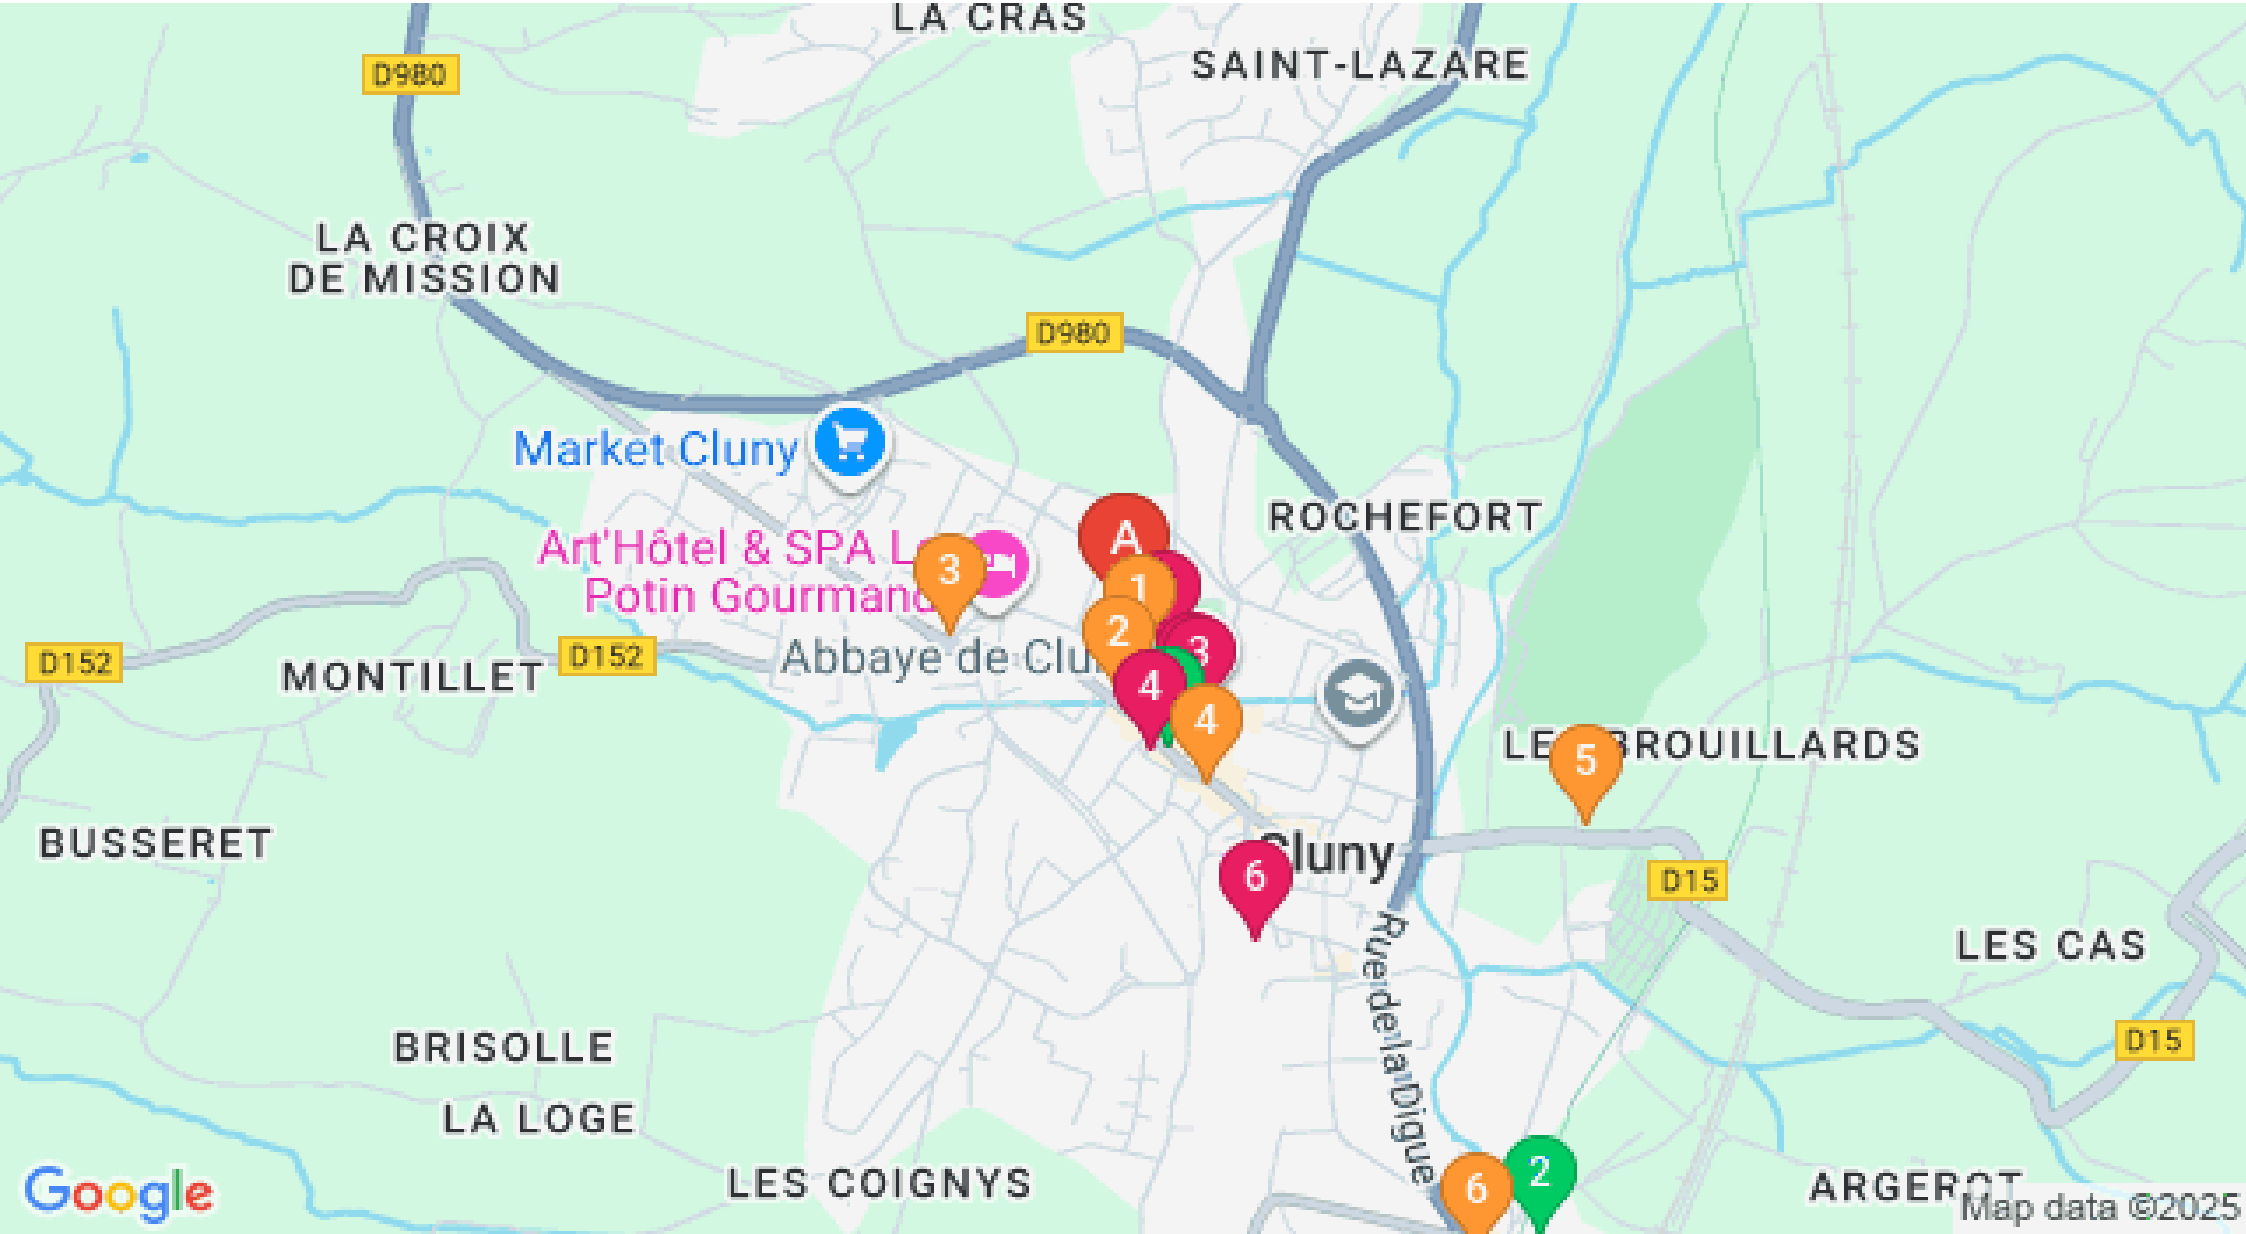 LA CRAS
SAINT-LAZARE
D980
LA CROIX
DE MISSION
D980
Market Cluny
ROCHEFORT
A
Art'Hôtel & SPA L
Potin Gourmand
3
1
2
3
Abbaye de Clu
D152
D152
MONTILLET
4
4
LE BROUILLARDS
5
BUSSERET
Cluny
6
D15
Rue de la Digue
LES CAS
BRISOLLE
D15
LA LOGE
LES COIGNYS
6
2
ARGEROT
Google
Map data ©2025